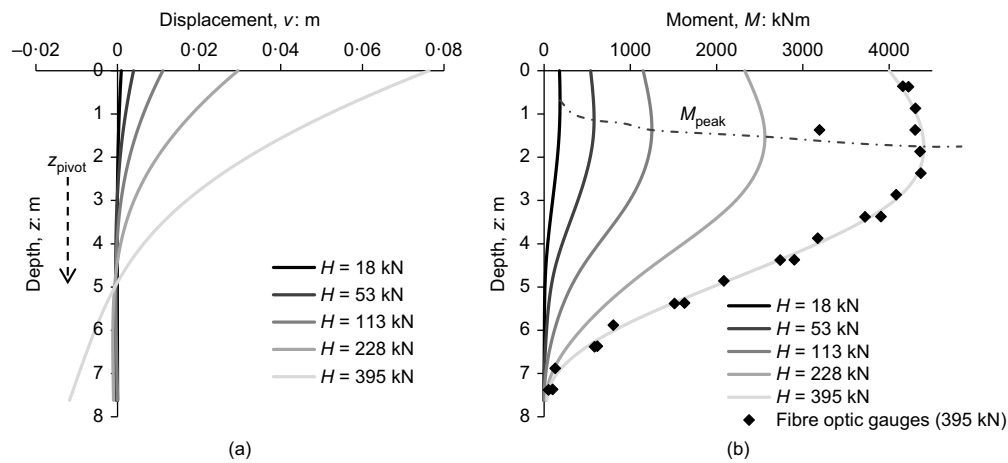 Displacement, v: m
–0·02 0 0·02 0·04 0·06 0·08
0
1
2
3
4
5
6
7
8
Depth, z: m
z_pivot
H = 18 kN
H = 53 kN
H = 113 kN
H = 228 kN
H = 395 kN
(a)
Moment, M: kNm
0 1000 2000 3000 4000
0
1
2
3
4
5
6
7
8
Depth, z: m
M_peak
H = 18 kN
H = 53 kN
H = 113 kN
H = 228 kN
H = 395 kN
Fibre optic gauges (395 kN)
(b)